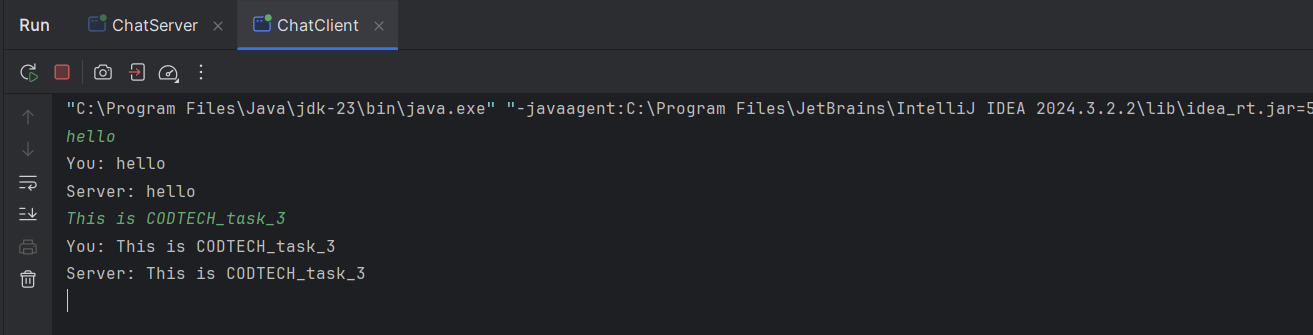 Run ChatServer ChatClient
"C:\Program Files\Java\jdk-23\bin\java.exe" "-javaagent:C:\Program Files\JetBrains\IntelliJ IDEA 2024.3.2.2\lib\idea_rt.jar=5
hello
You: hello
Server: hello
This is CODTECH_task_3
You: This is CODTECH_task_3
Server: This is CODTECH_task_3